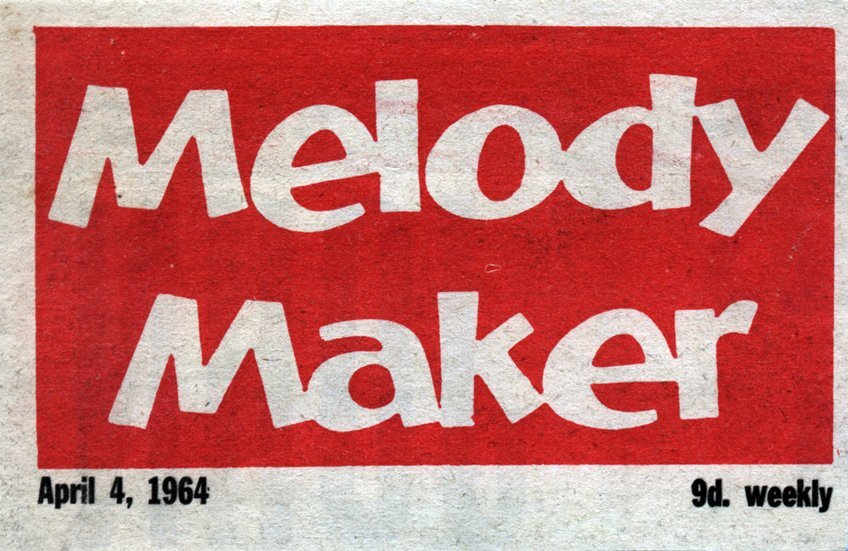 Melody
Maker
April 4, 1964 9d. weekly